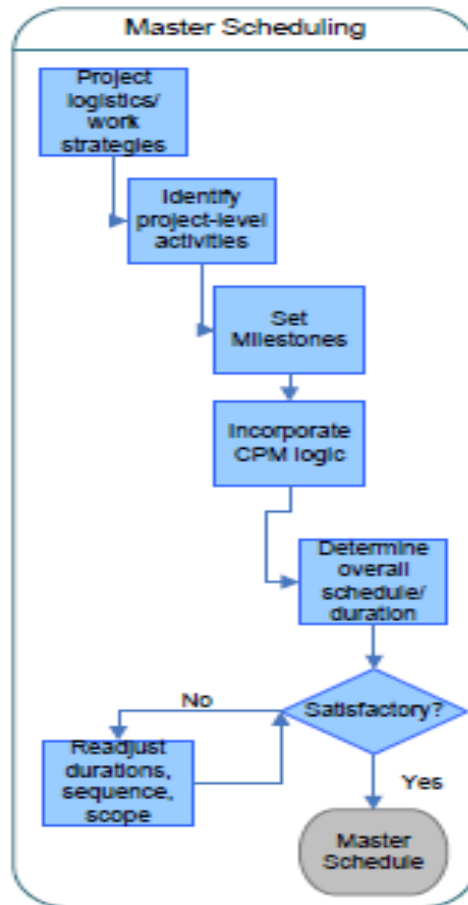 Master Scheduling
Project
logistics/
work
strategies
Identify
project-level
activities
Set
Milestones
Incorporate
CPM logic
Determine
overall
schedule/
duration
Satisfactory?
No
Readjust
durations,
sequence,
scope
Yes
Master
Schedule